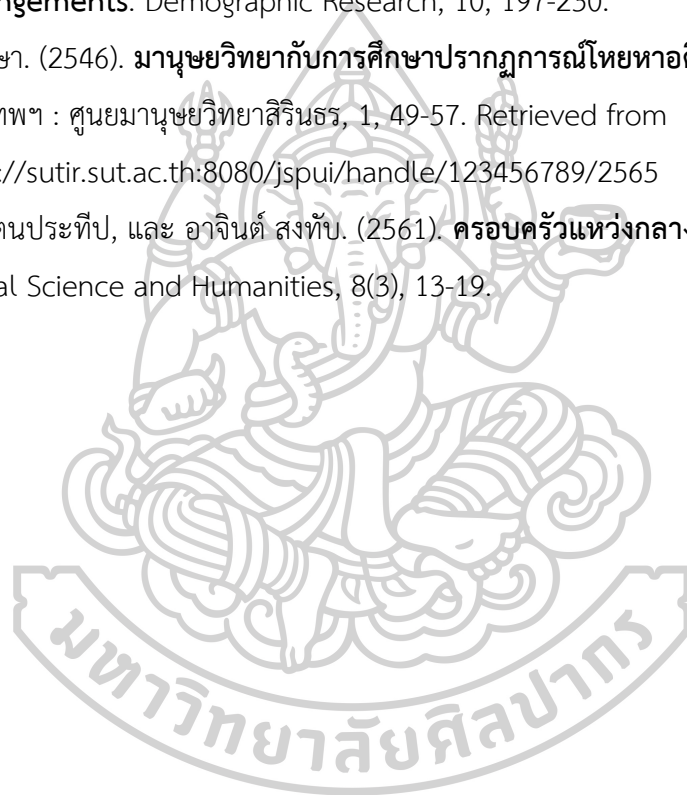 ngements. Demographic Research, 10, 197-230.
ษา. (2546). มานุษยวิทยากับการศึกษาปรากฏการณ์โหยหาอดี
ทพฯ : ศูนยมานุษยวิทยาสิรินธร, 1, 49-57. Retrieved from
://sutir.sut.ac.th:8080/jspui/handle/123456789/2565
ตนประทีป, และ อาจินต์ สงทับ. (2561). ครอบครัวแหว่งกลาง
al Science and Humanities, 8(3), 13-19.
มหาวิทยาลัยศิลปากร